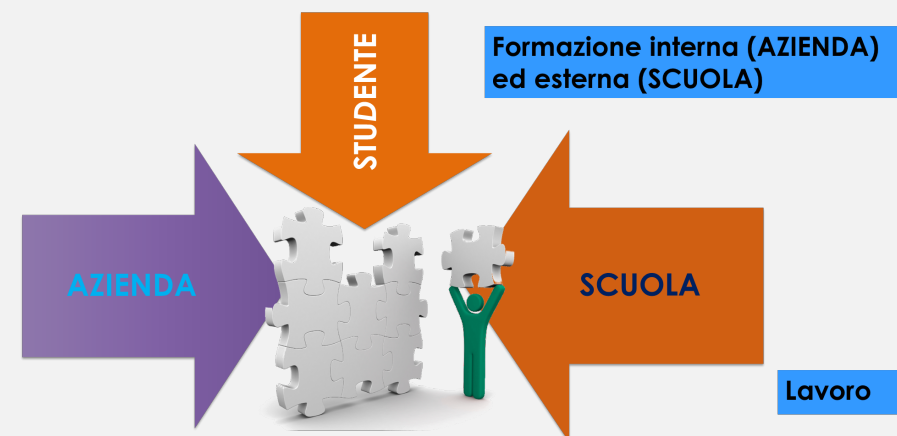 STUDENTE
Formazione interna (AZIENDA)
ed esterna (SCUOLA)
AZIENDA
SCUOLA
Lavoro